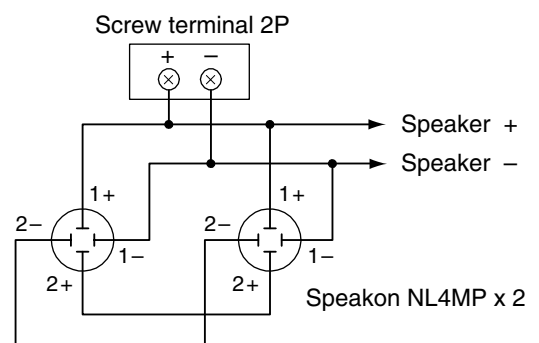 Screw terminal 2P
+ −
Speaker +
Speaker −
1+ 1+
2− 2−
1− 1−
2+ 2+
Speakon NL4MP x 2